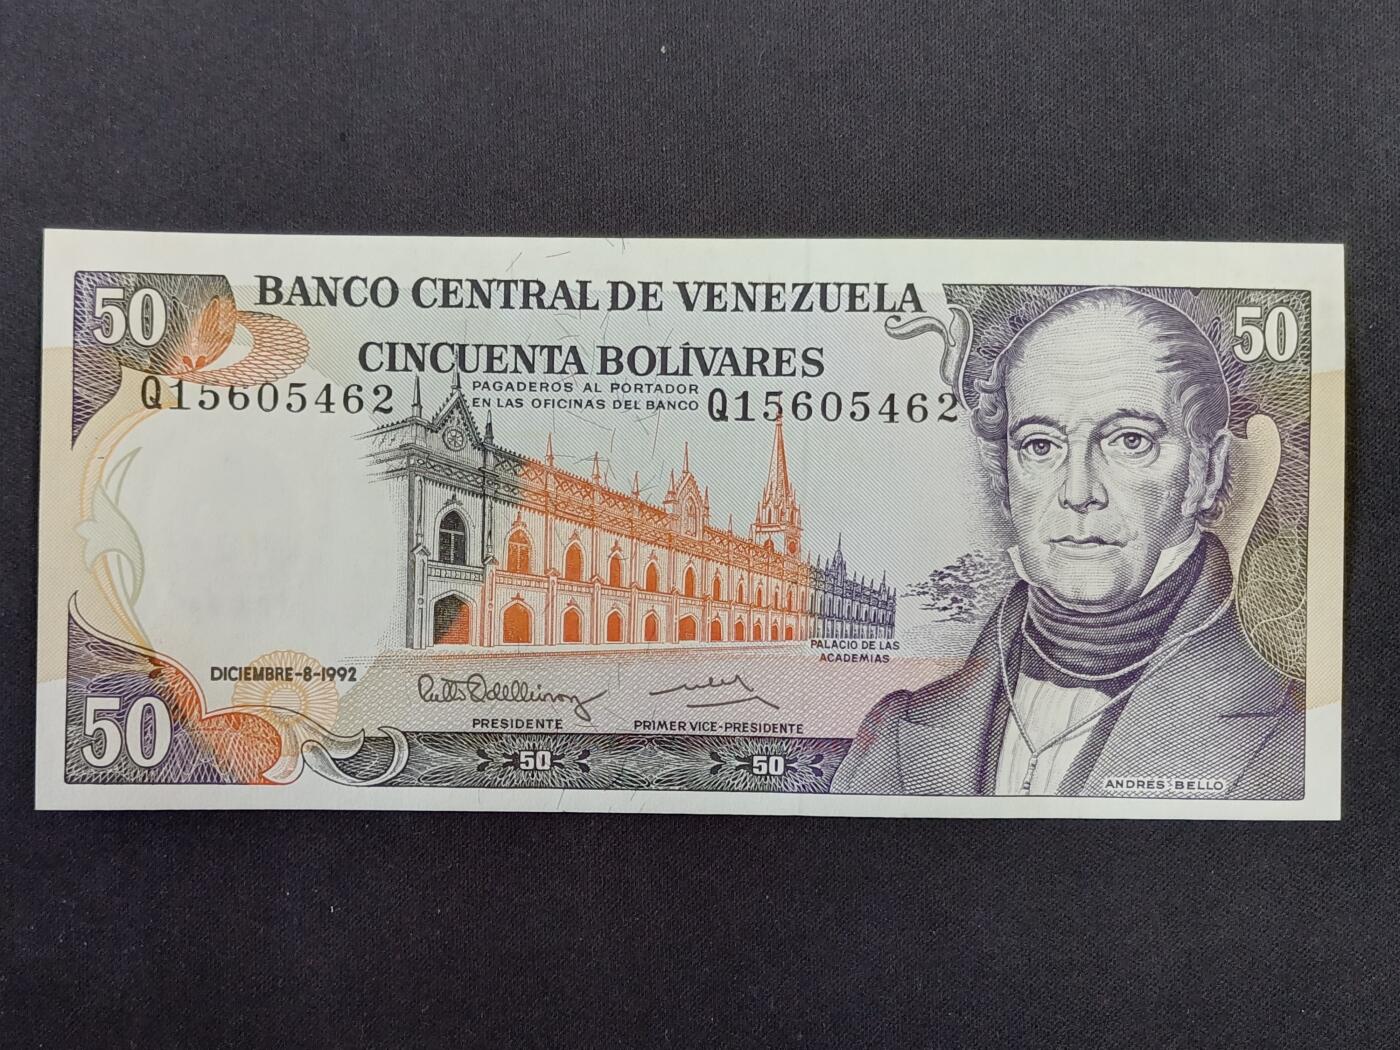 50
BANCO CENTRAL DE VENEZUELA
50
CINCUENTA BOLÍVARES
PAGADEROS AL PORTADOR
EN LAS OFICINAS DEL BANCO
Q15605462
Q15605462
PALACIO DE LAS
ACADEMIAS
DICIEMBRE-8-1992
PRESIDENTE
PRIMER VICE-PRESIDENTE
50
50
50
ANDRÉS BELLO